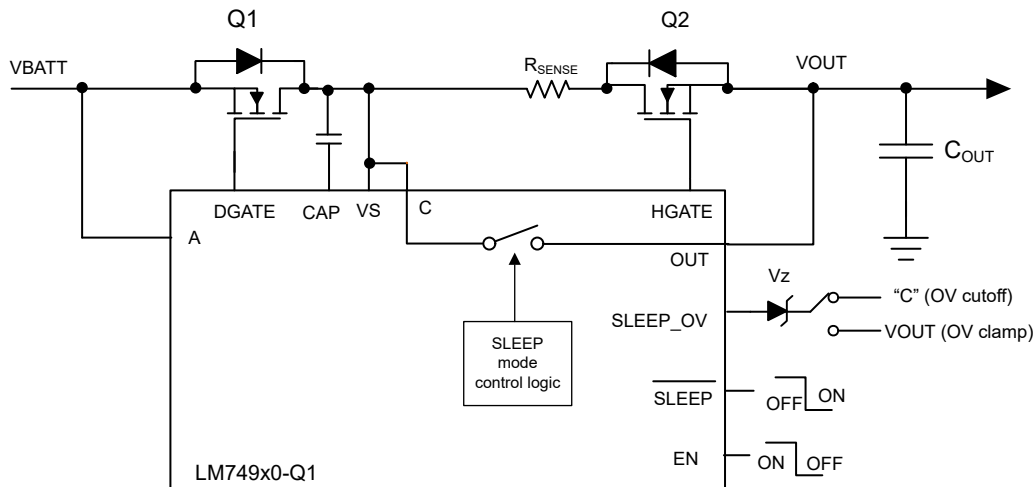 Q1
Q2
VBATT
RSENSE
VOUT
COUT
DGATE
CAP
VS
C
HGATE
A
OUT
Vz
“C” (OV cutoff)
SLEEP_OV
VOUT (OV clamp)
SLEEP
mode
control logic
SLEEP
OFF
ON
EN
ON
OFF
LM749x0-Q1